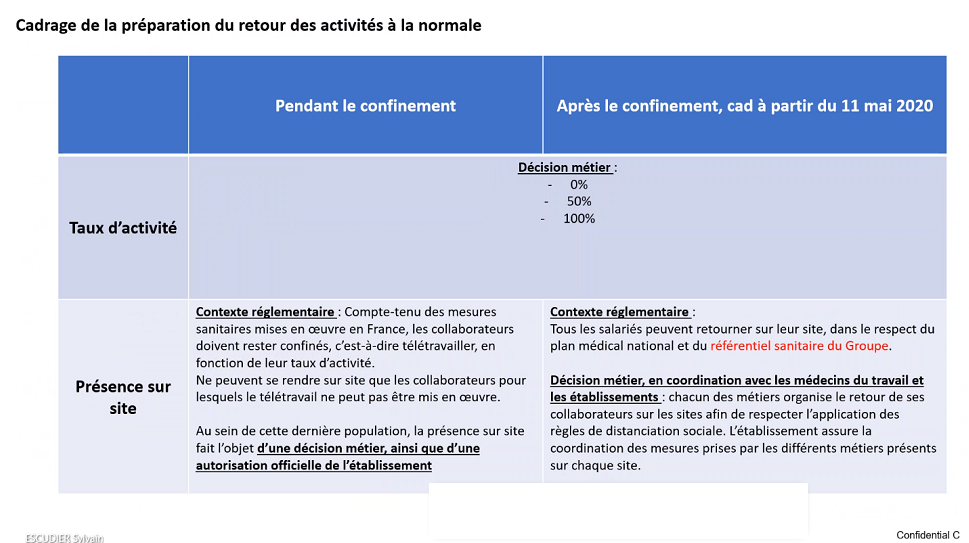 Cadrage de la préparation du retour des activités à la normale
Pendant le confinement
Après le confinement, cad à partir du 11 mai 2020
Taux d’activité
Décision métier :
- 0%
- 50%
- 100%
Présence sur
site
Contexte réglementaire : Compte-tenu des mesures
sanitaires mises en œuvre en France, les collaborateurs
doivent rester confinés, c’est-à-dire télétravailler, en
fonction de leur taux d’activité.
Ne peuvent se rendre sur site que les collaborateurs pour
lesquels le télétravail ne peut pas être mis en œuvre.
Au sein de cette dernière population, la présence sur site
fait l’objet d’une décision métier, ainsi que d’une
autorisation officielle de l’établissement
Contexte réglementaire :
Tous les salariés peuvent retourner sur leur site, dans le respect du
plan médical national et du référentiel sanitaire du Groupe.
Décision métier, en coordination avec les médecins du travail et
les établissements : chacun des métiers organise le retour de ses
collaborateurs sur les sites afin de respecter l’application des
règles de distanciation sociale. L’établissement assure la
coordination des mesures prises par les différents métiers présents
sur chaque site.
ESCUDIER Sylvain
Confidential C